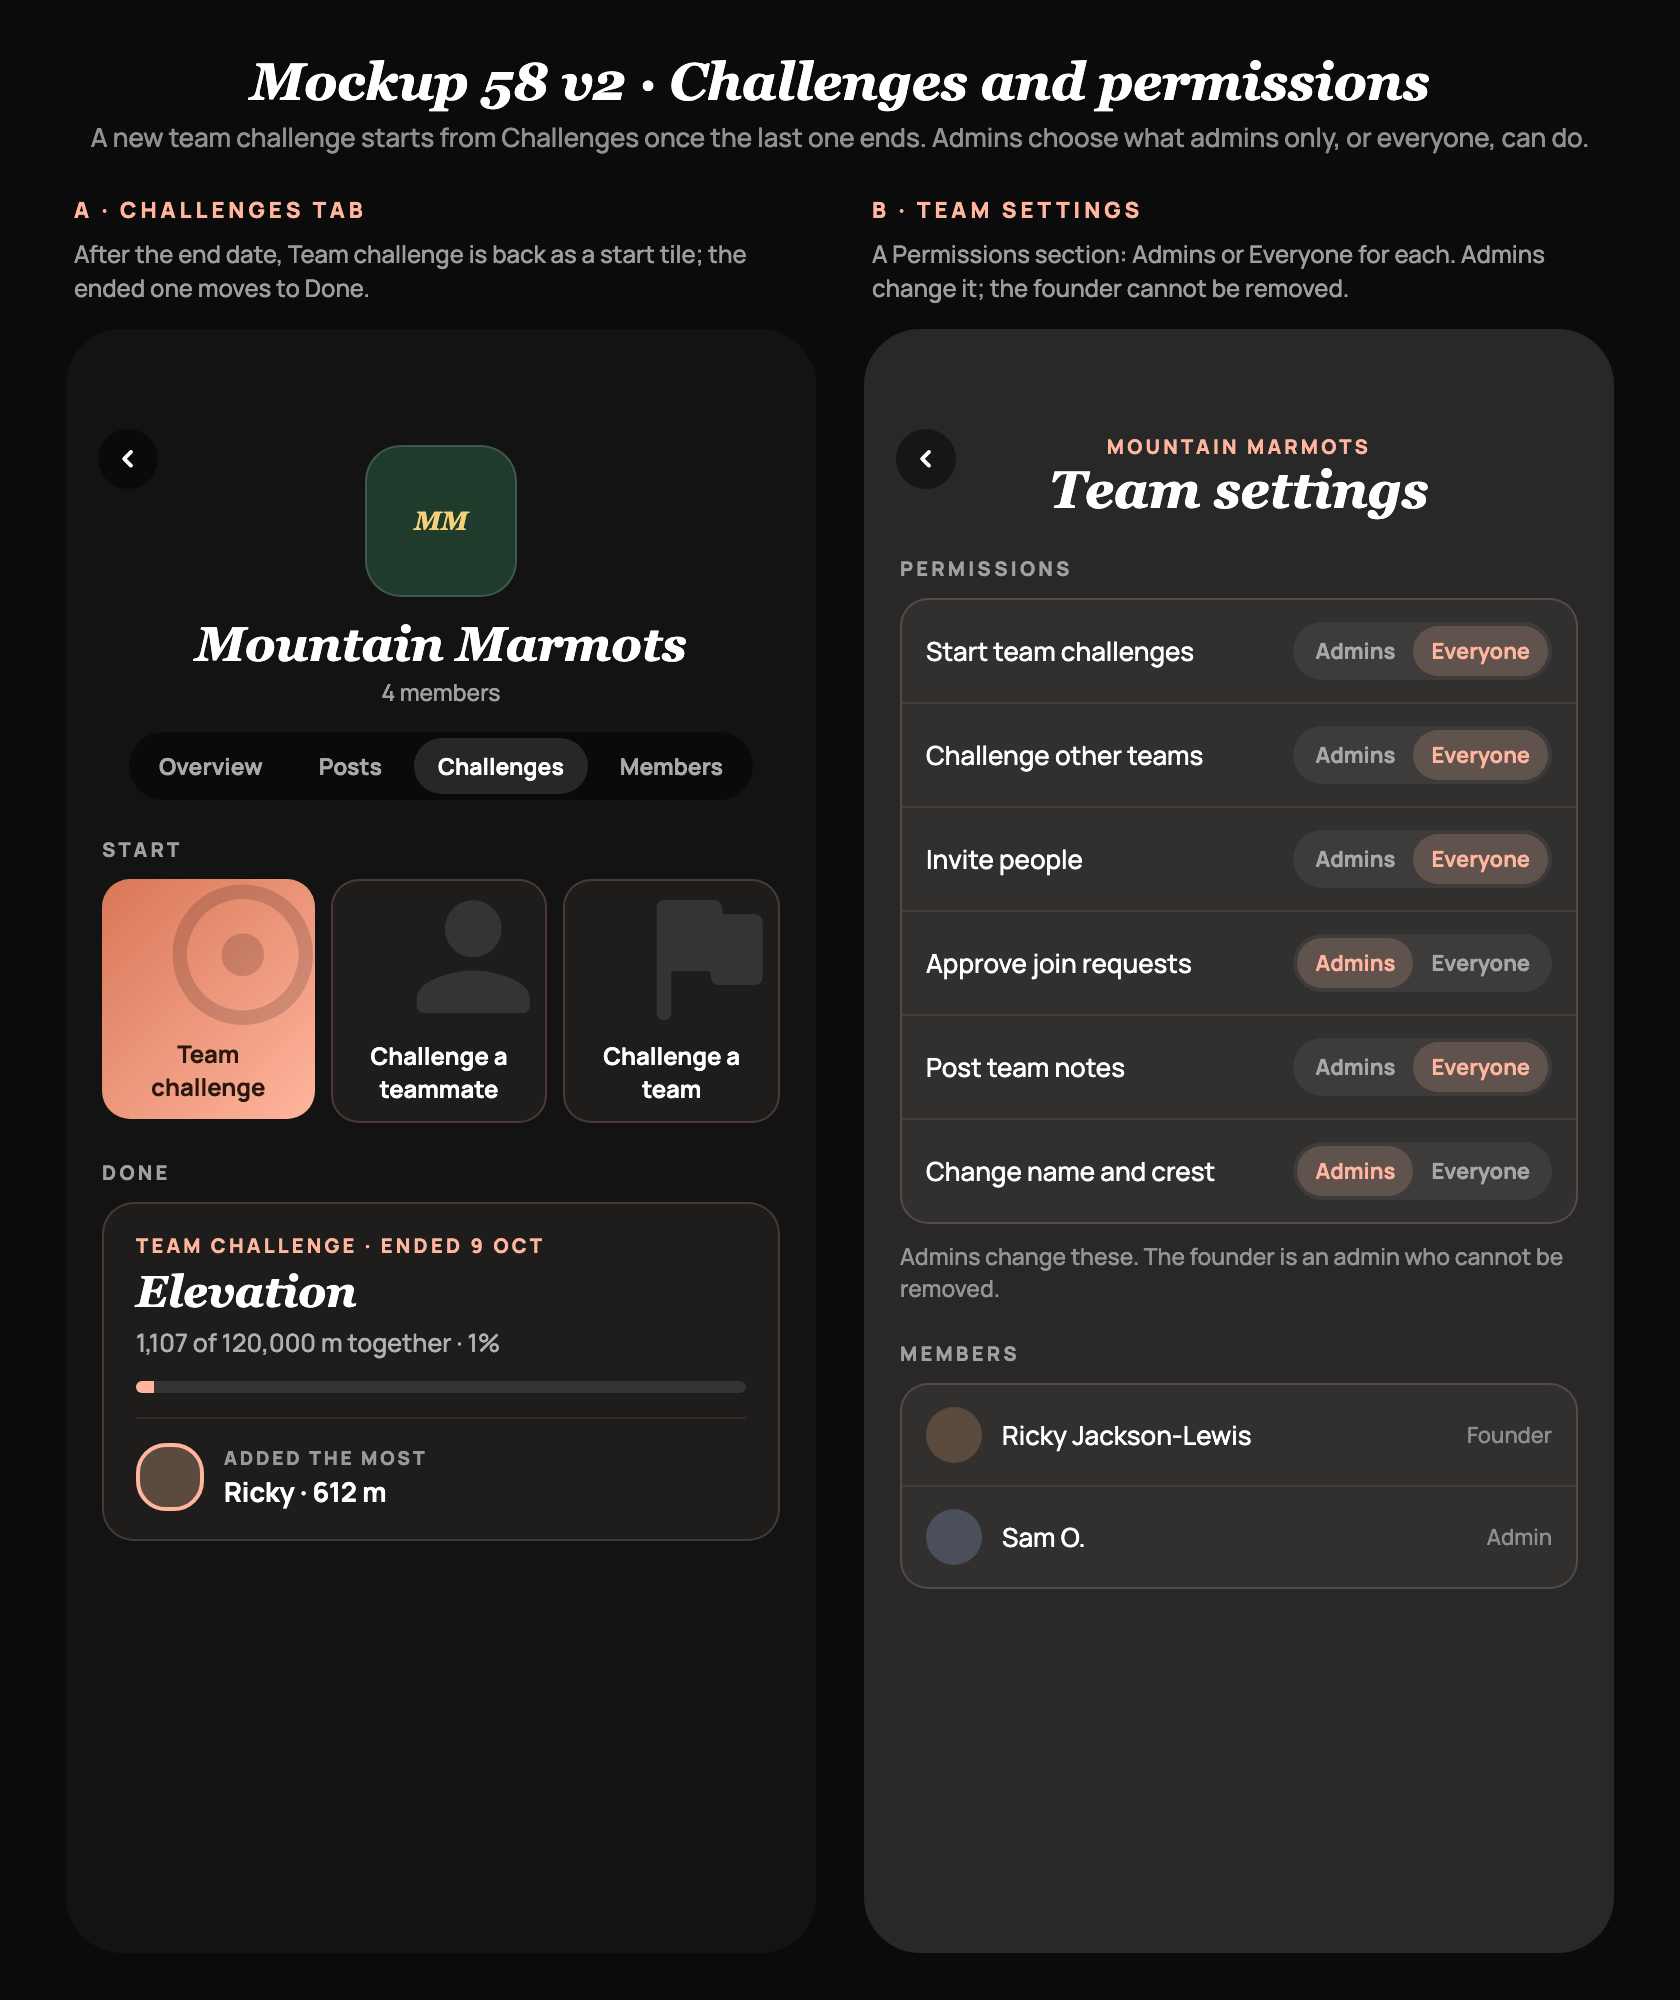 Mockup 58 v2 · Challenges and permissions
A new team challenge starts from Challenges once the last one ends. Admins choose what admins only, or everyone, can do.
A · CHALLENGES TAB
After the end date, Team challenge is back as a start tile; the
ended one moves to Done.
MM
Mountain Marmots
4 members
Overview Posts Challenges Members
START
Team
challenge
Challenge a
teammate
Challenge a
team
DONE
TEAM CHALLENGE · ENDED 9 OCT
Elevation
1,107 of 120,000 m together · 1%
ADDED THE MOST
Ricky · 612 m
B · TEAM SETTINGS
A Permissions section: Admins or Everyone for each. Admins
change it; the founder cannot be removed.
MOUNTAIN MARMOTS
Team settings
PERMISSIONS
Start team challenges Admins Everyone
Challenge other teams Admins Everyone
Invite people Admins Everyone
Approve join requests Admins Everyone
Post team notes Admins Everyone
Change name and crest Admins Everyone
Admins change these. The founder is an admin who cannot be
removed.
MEMBERS
Ricky Jackson-Lewis Founder
Sam O. Admin